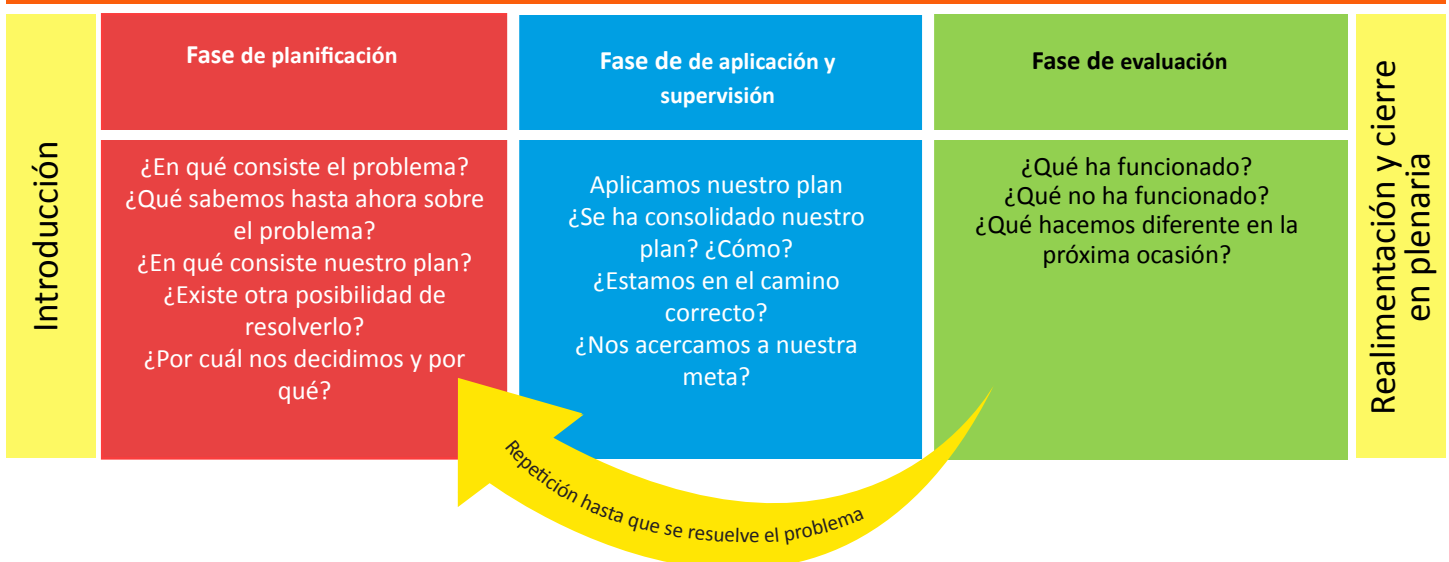 Introducción
Fase de planificación
¿En qué consiste el problema?
¿Qué sabemos hasta ahora sobre
el problema?
¿En qué consiste nuestro plan?
¿Existe otra posibilidad de
resolverlo?
¿Por cuál nos decidimos y por
qué?
Fase de de aplicación y
supervisión
Aplicamos nuestro plan
¿Se ha consolidado nuestro
plan? ¿Cómo?
¿Estamos en el camino
correcto?
¿Nos acercamos a nuestra
meta?
Fase de evaluación
¿Qué ha funcionado?
¿Qué no ha funcionado?
¿Qué hacemos diferente en la
próxima ocasión?
Repetición hasta que se resuelve el problema
Realimentación y cierre
en plenaria